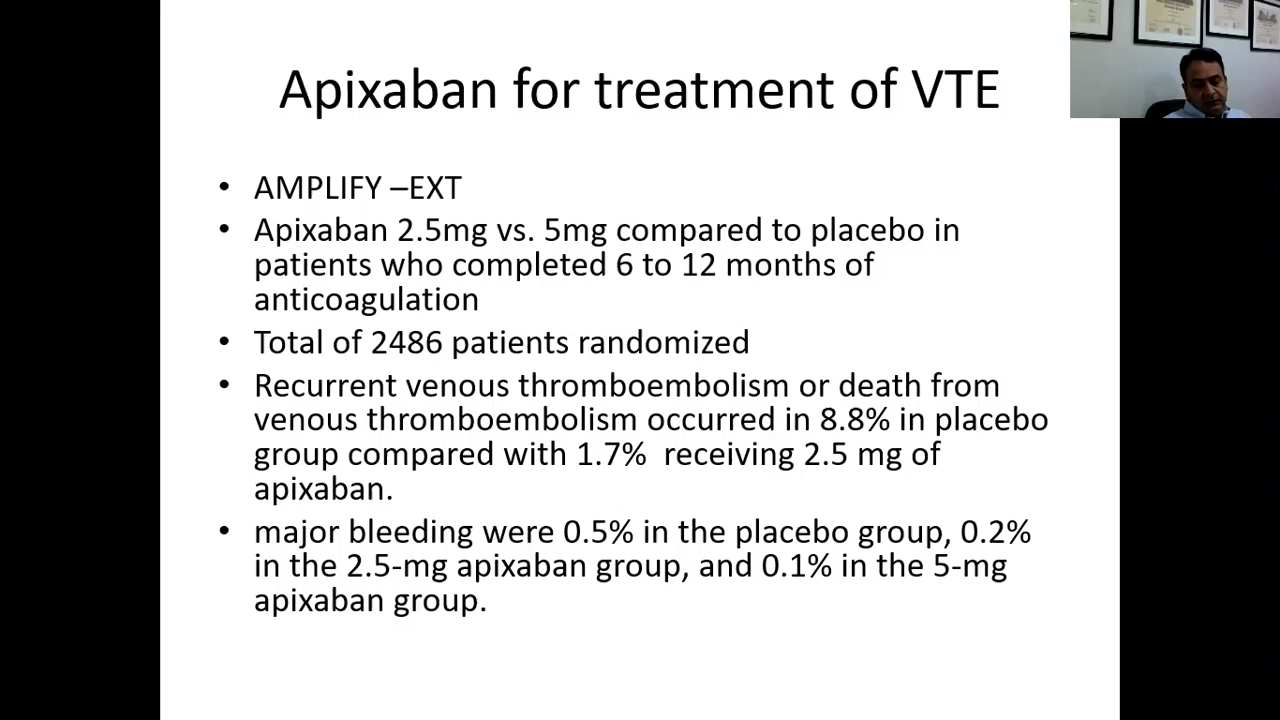 Apixaban for treatment of VTE
• AMPLIFY –EXT
• Apixaban 2.5mg vs. 5mg compared to placebo in
patients who completed 6 to 12 months of
anticoagulation
• Total of 2486 patients randomized
• Recurrent venous thromboembolism or death from
venous thromboembolism occurred in 8.8% in placebo
group compared with 1.7% receiving 2.5 mg of
apixaban.
• major bleeding were 0.5% in the placebo group, 0.2%
in the 2.5-mg apixaban group, and 0.1% in the 5-mg
apixaban group.